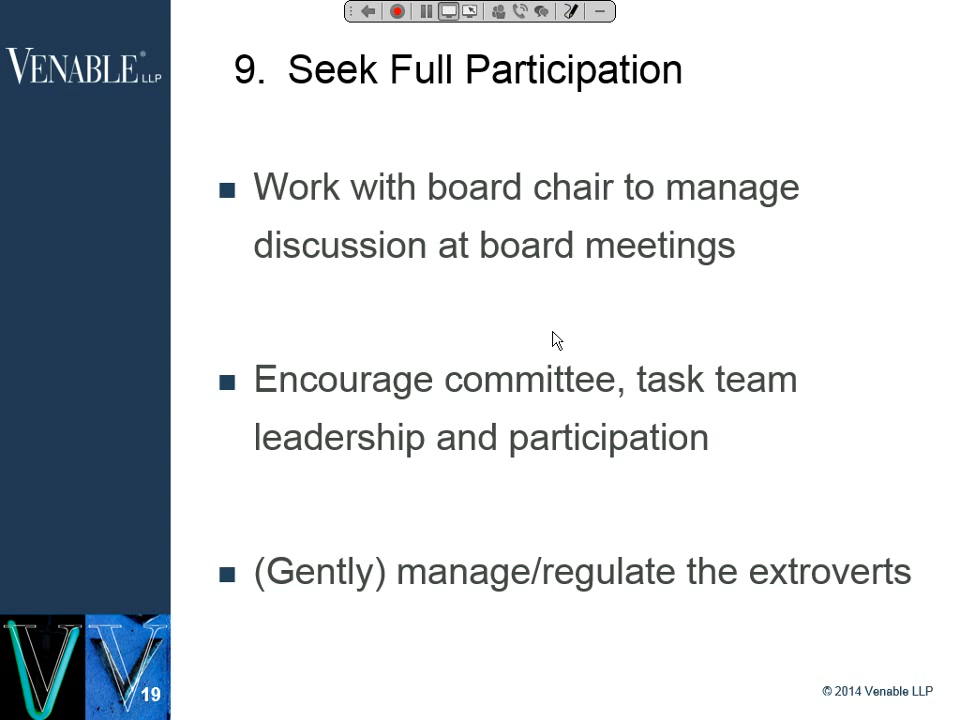 VENABLE® LLP
9. Seek Full Participation
■ Work with board chair to manage
discussion at board meetings
■ Encourage committee, task team
leadership and participation
■ (Gently) manage/regulate the extroverts
19
© 2014 Venable LLP